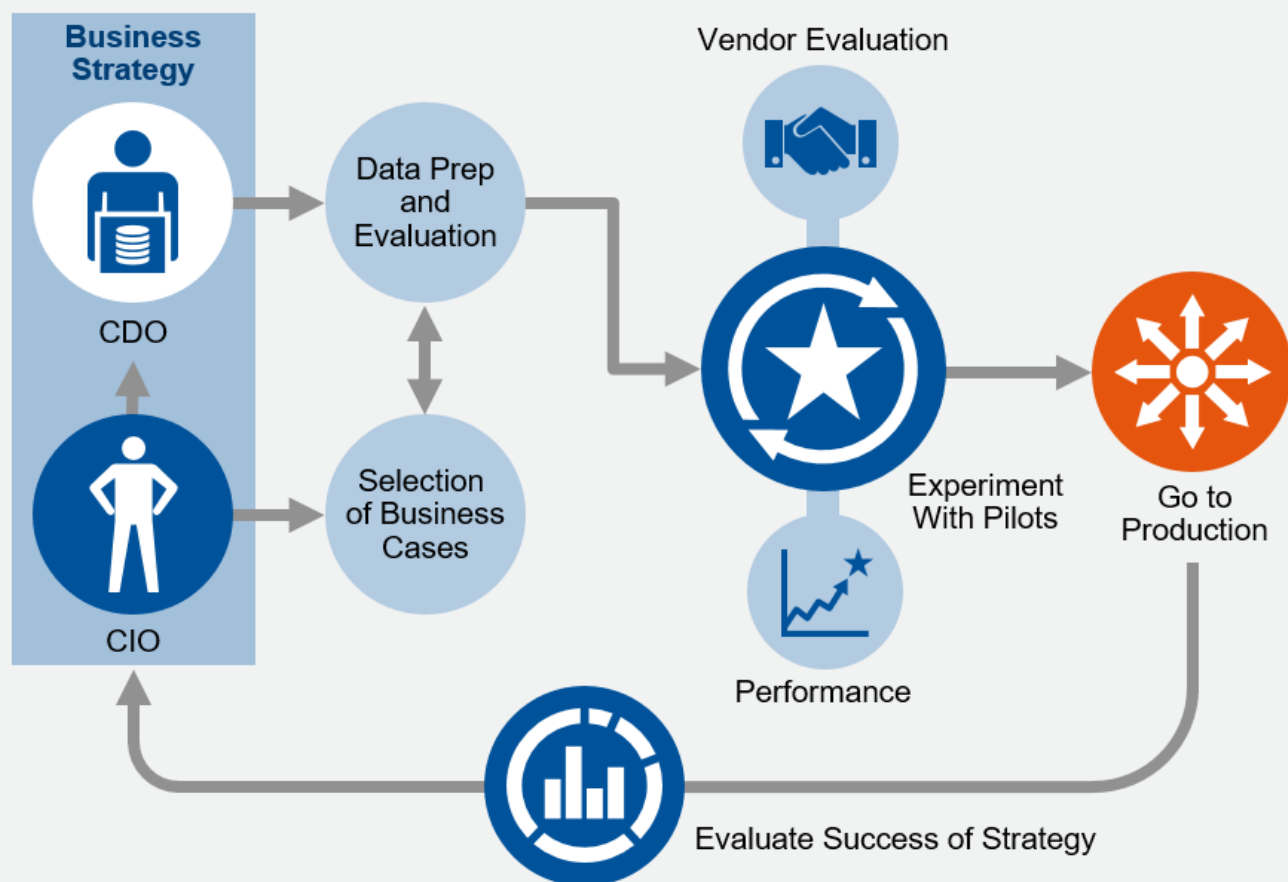 Business
Strategy
CDO
CIO
Data Prep
and
Evaluation
Selection
of Business
Cases
Vendor Evaluation
Experiment
With Pilots
Performance
Go to
Production
Evaluate Success of Strategy